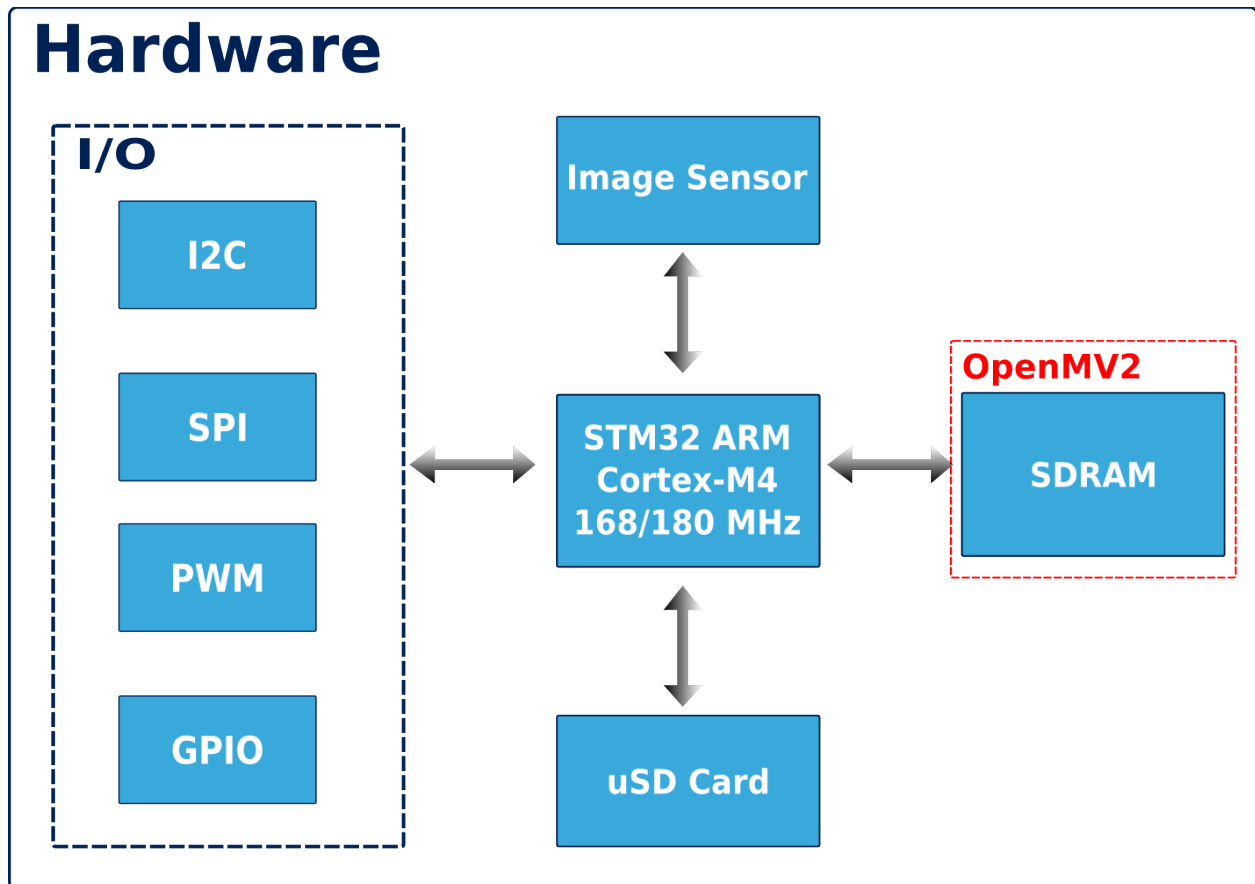 Hardware
I/O
I2C
SPI
PWM
GPIO
Image Sensor
STM32 ARM
Cortex-M4
168/180 MHz
uSD Card
OpenMV2
SDRAM